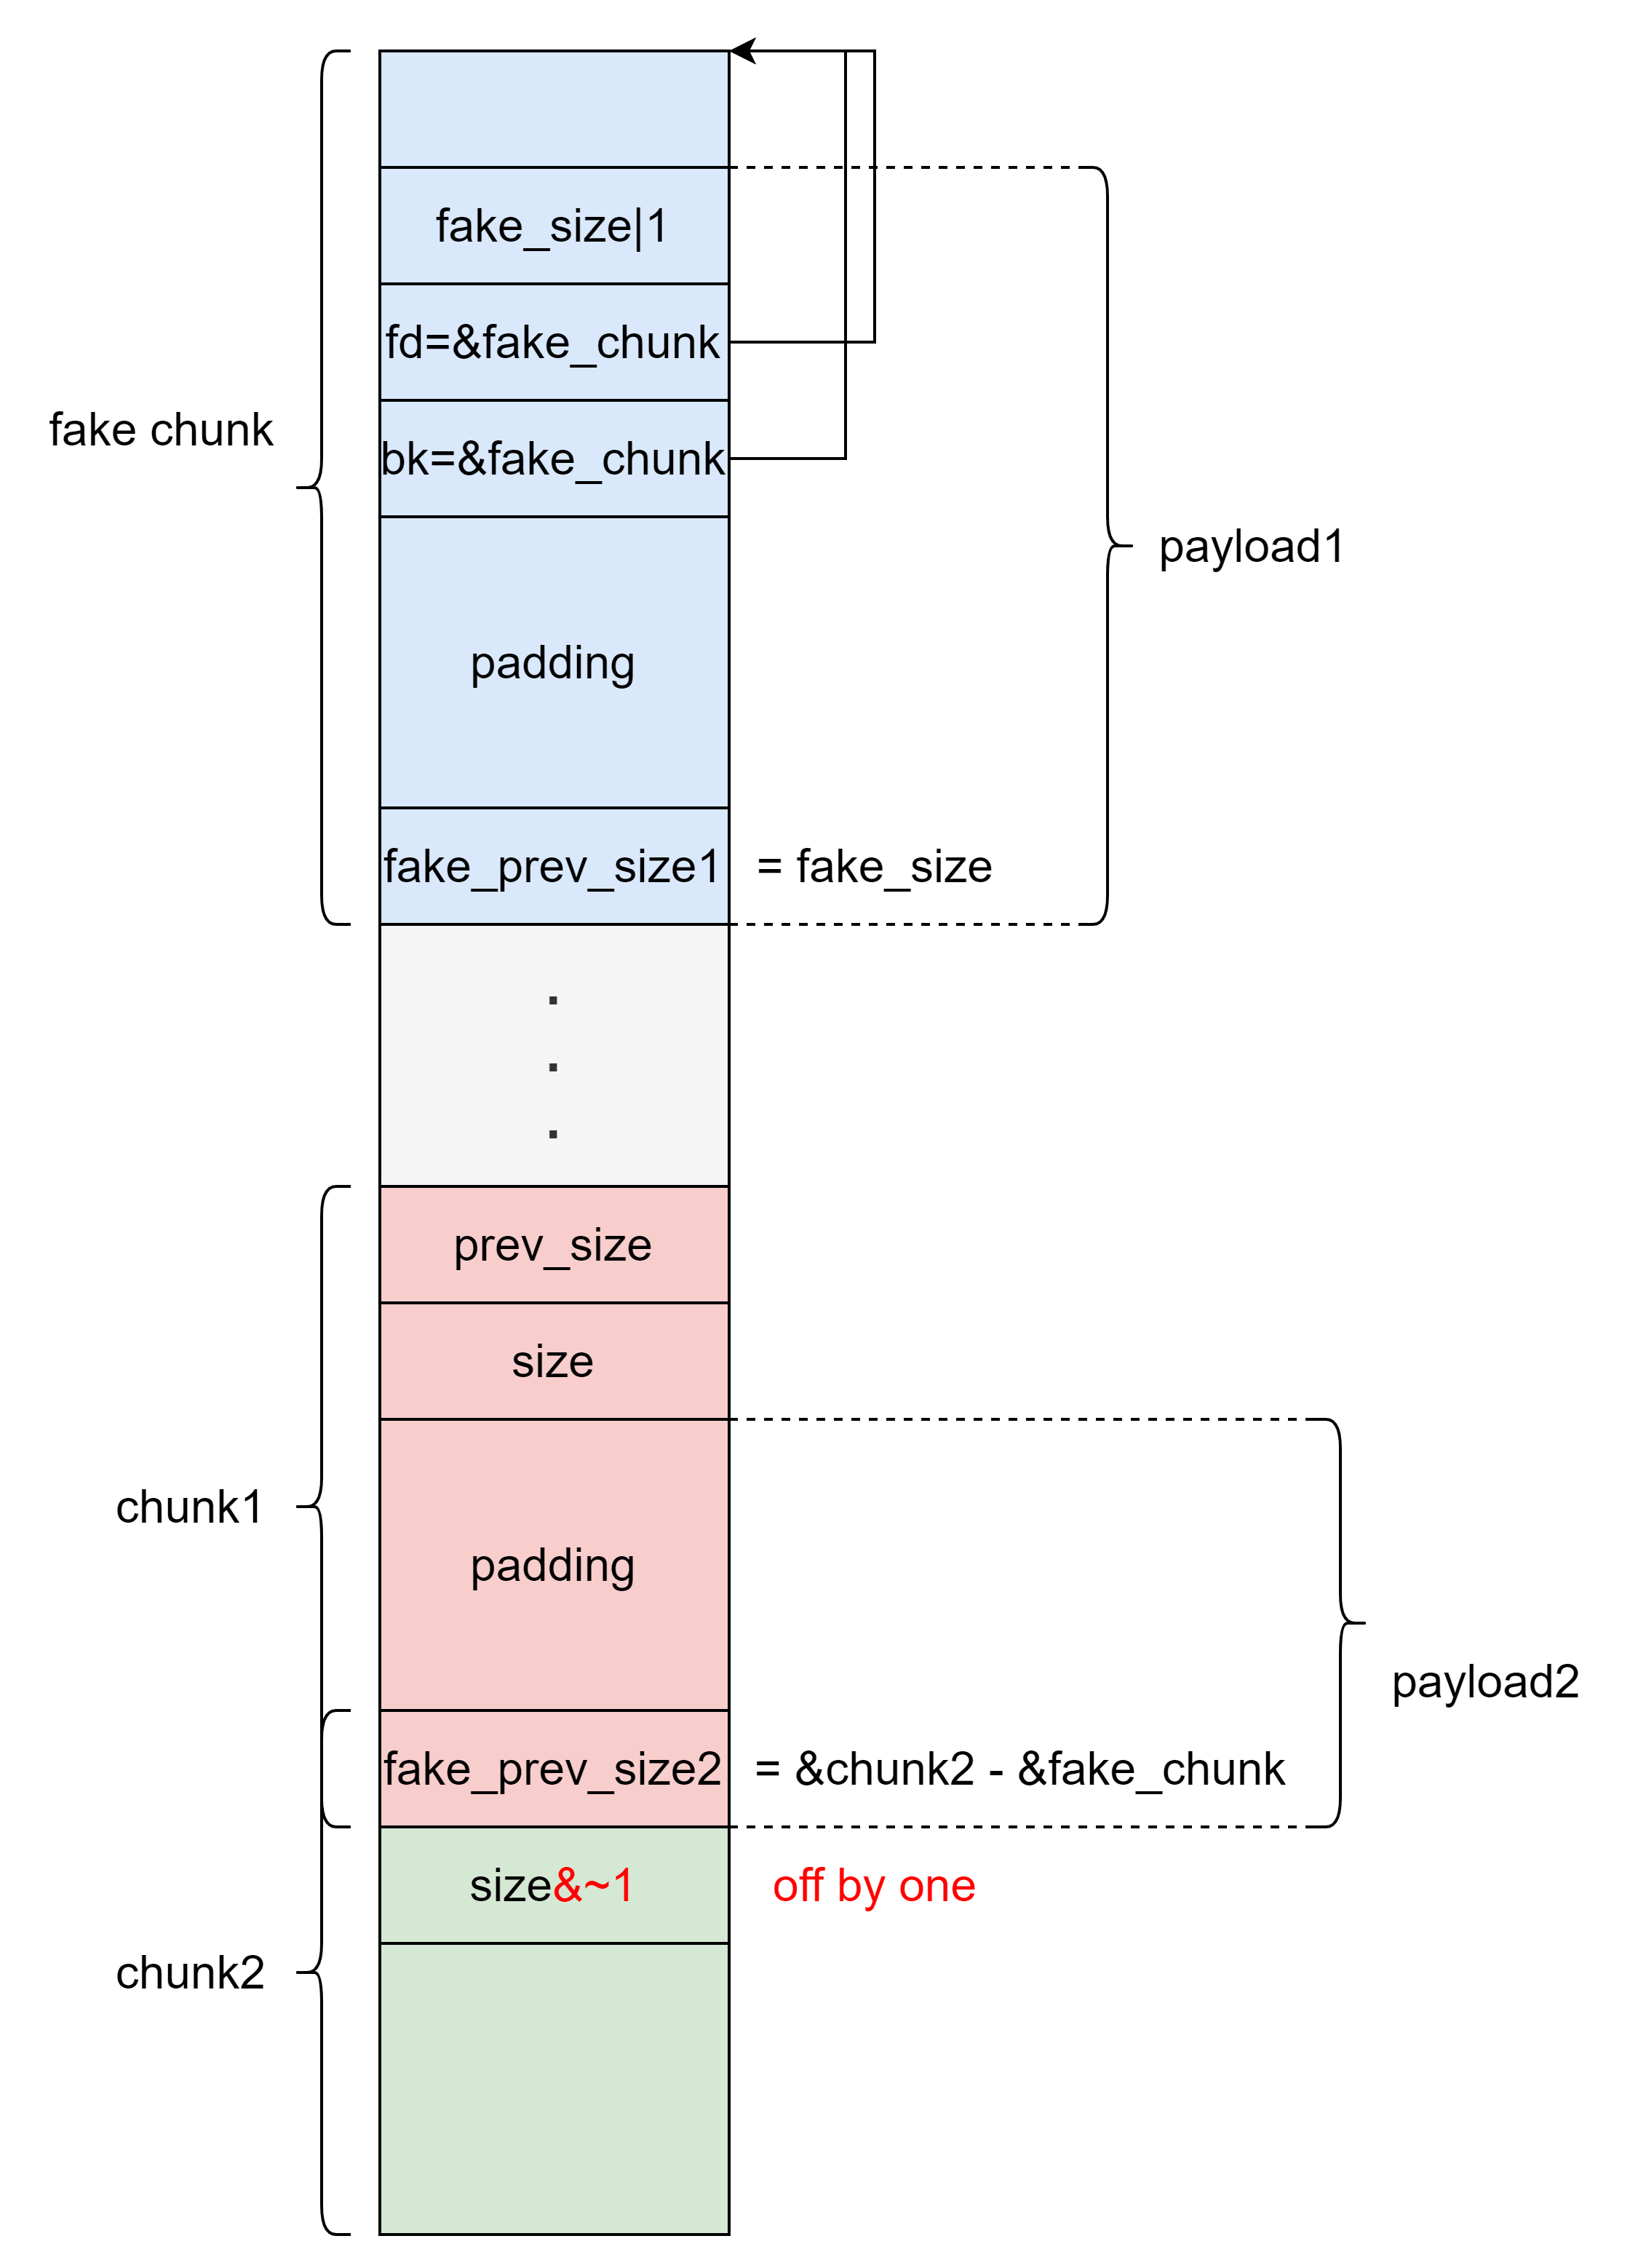 fake_size|1
fd=&fake_chunk
fake chunk
bk=&fake_chunk
payload1
padding
fake_prev_size1 = fake_size
.
.
.
prev_size
size
chunk1
padding
payload2
fake_prev_size2 = &chunk2 - &fake_chunk
size&~1 off by one
chunk2